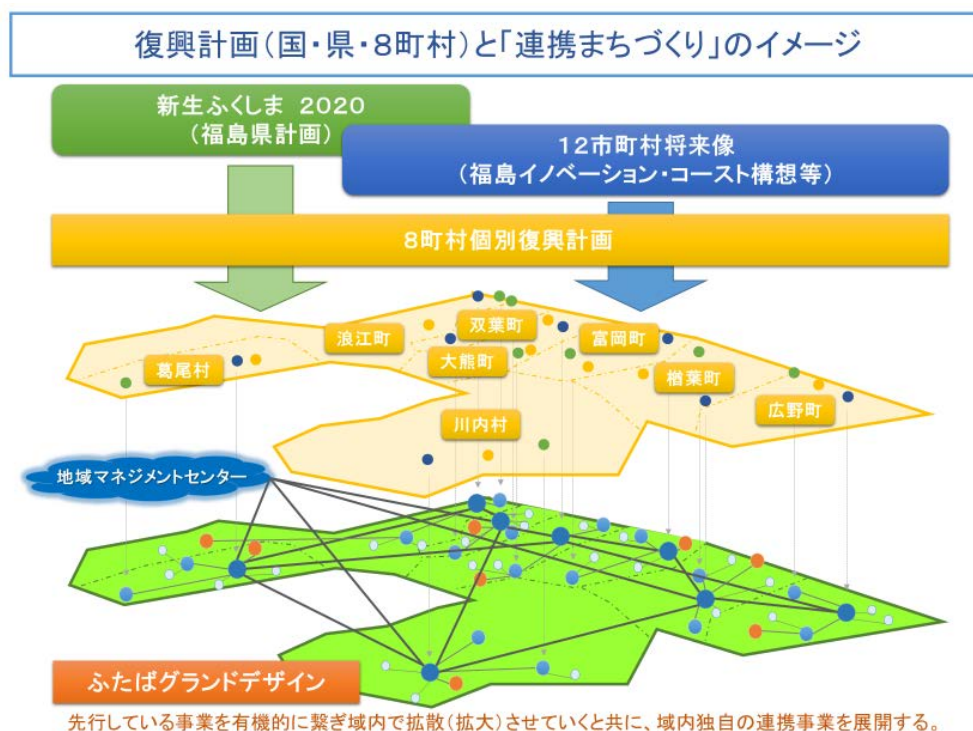 復興計画(国・県・8町村)と「連携まちづくり」のイメージ
新生ふくしま 2020
(福島県計画)
12市町村将来像
(福島イノベーション・コースト構想等)
8町村個別復興計画
浪江町
双葉町
富岡町
葛尾村
大熊町
楢葉町
広野町
川内村
地域マネジメントセンター
ふたばグランドデザイン
先行している事業を有機的に繋ぎ域内で拡散(拡大)させていくと共に、域内独自の連携事業を展開する。